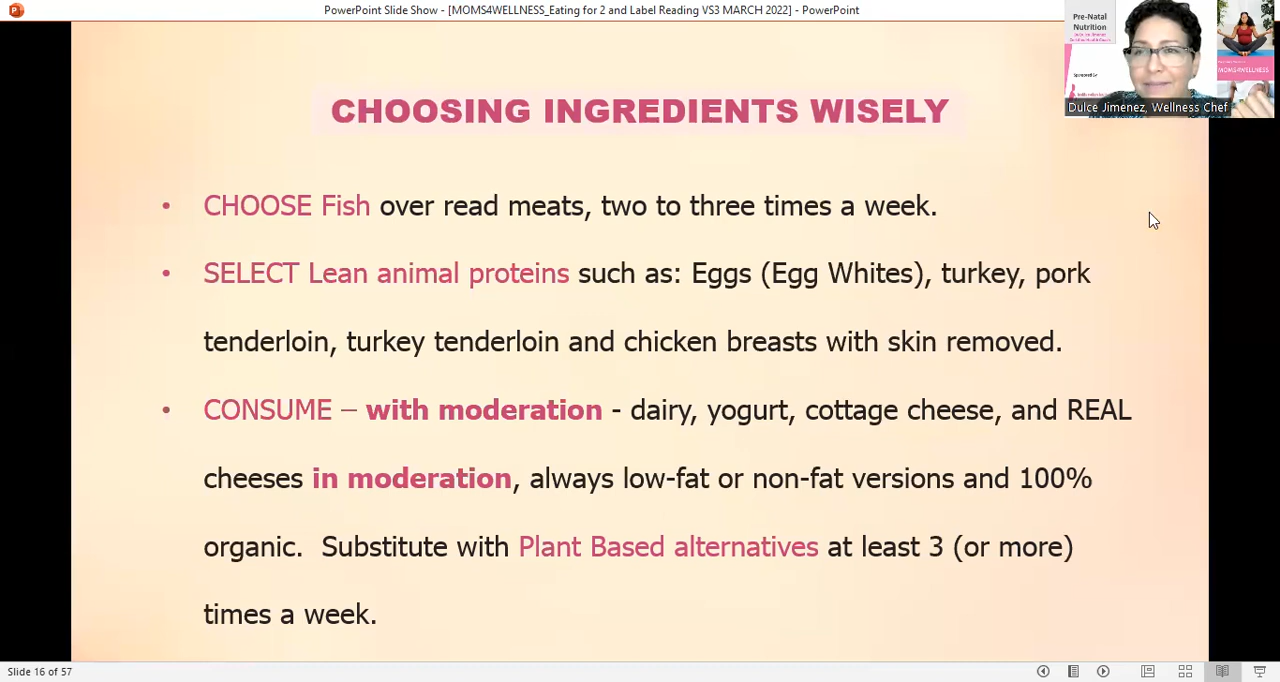 PowerPoint Slide Show - [MOMS4WELLNESS_Eating for 2 and Label Reading VS3 MARCH 2022] - PowerPoint
Pre-Natal
Nutrition
MOMS4WELLNESS
Dulce Jimenez, Wellness Chef
CHOOSING INGREDIENTS WISELY
• CHOOSE Fish over read meats, two to three times a week.
• SELECT Lean animal proteins such as: Eggs (Egg Whites), turkey, pork
tenderloin, turkey tenderloin and chicken breasts with skin removed.
• CONSUME – with moderation - dairy, yogurt, cottage cheese, and REAL
cheeses in moderation, always low-fat or non-fat versions and 100%
organic. Substitute with Plant Based alternatives at least 3 (or more)
times a week.
Slide 16 of 57